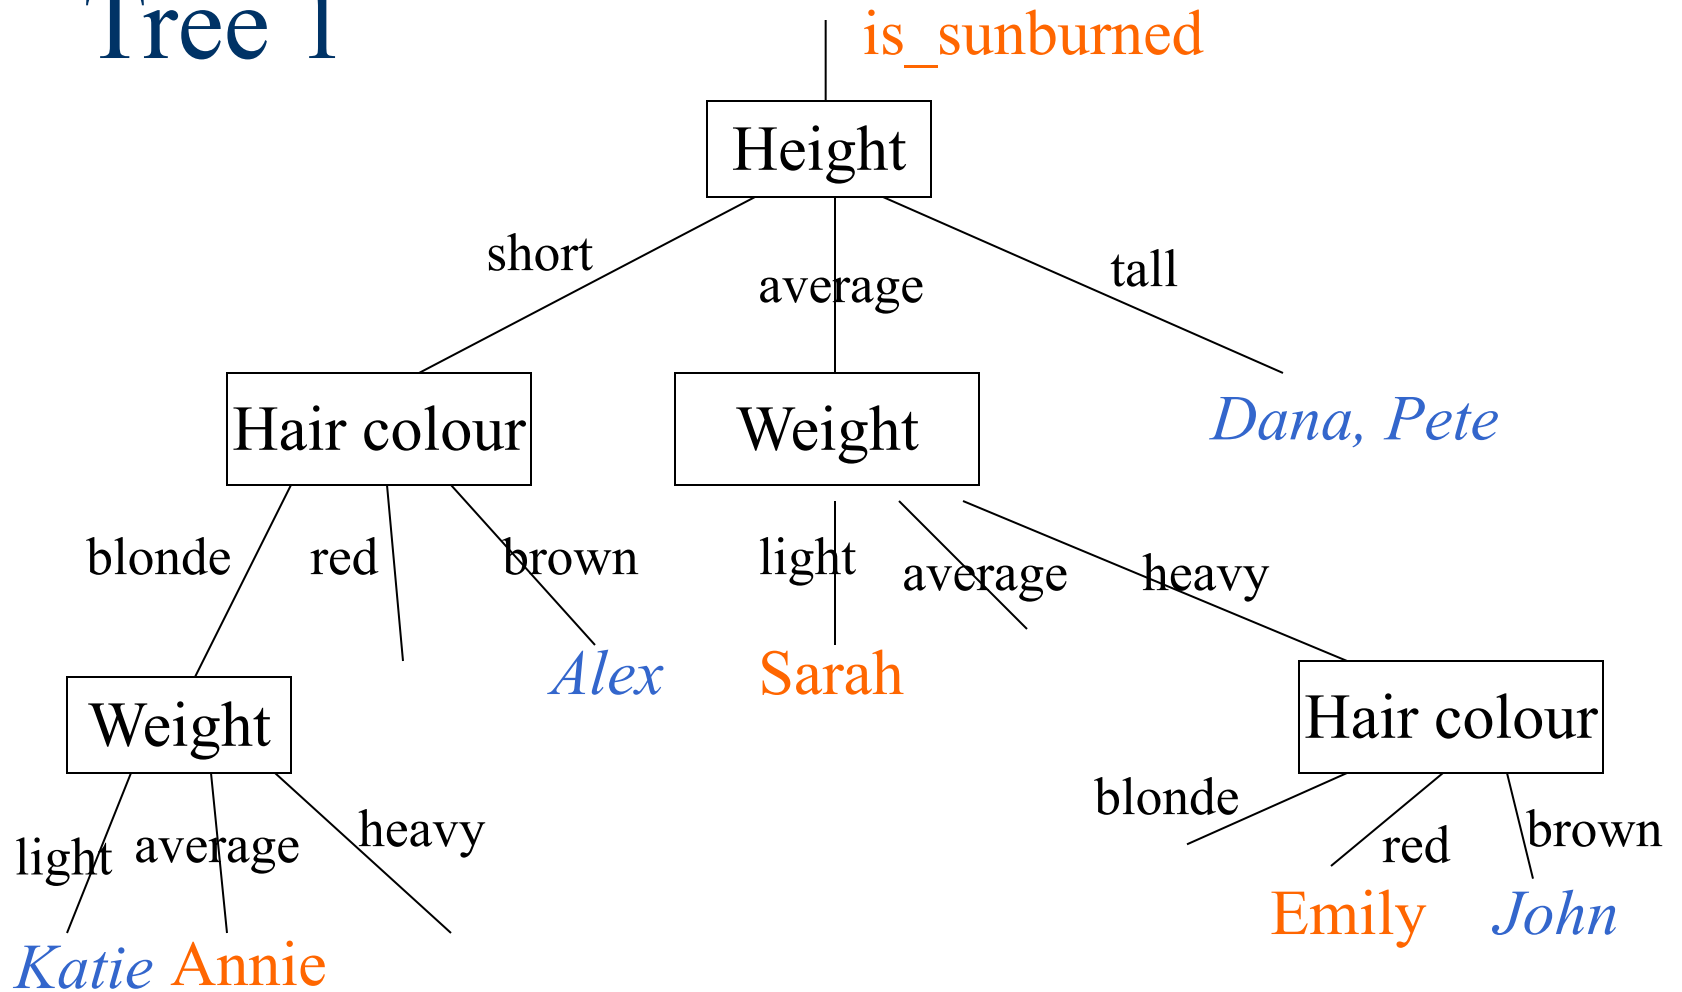 Tree 1
is_sunburned
Height
short
average
tall
Hair colour
Weight
Dana, Pete
blonde
red
brown
light
average
heavy
Alex
Sarah
Weight
Hair colour
light
average
heavy
blonde
red
brown
Katie
Annie
Emily
John